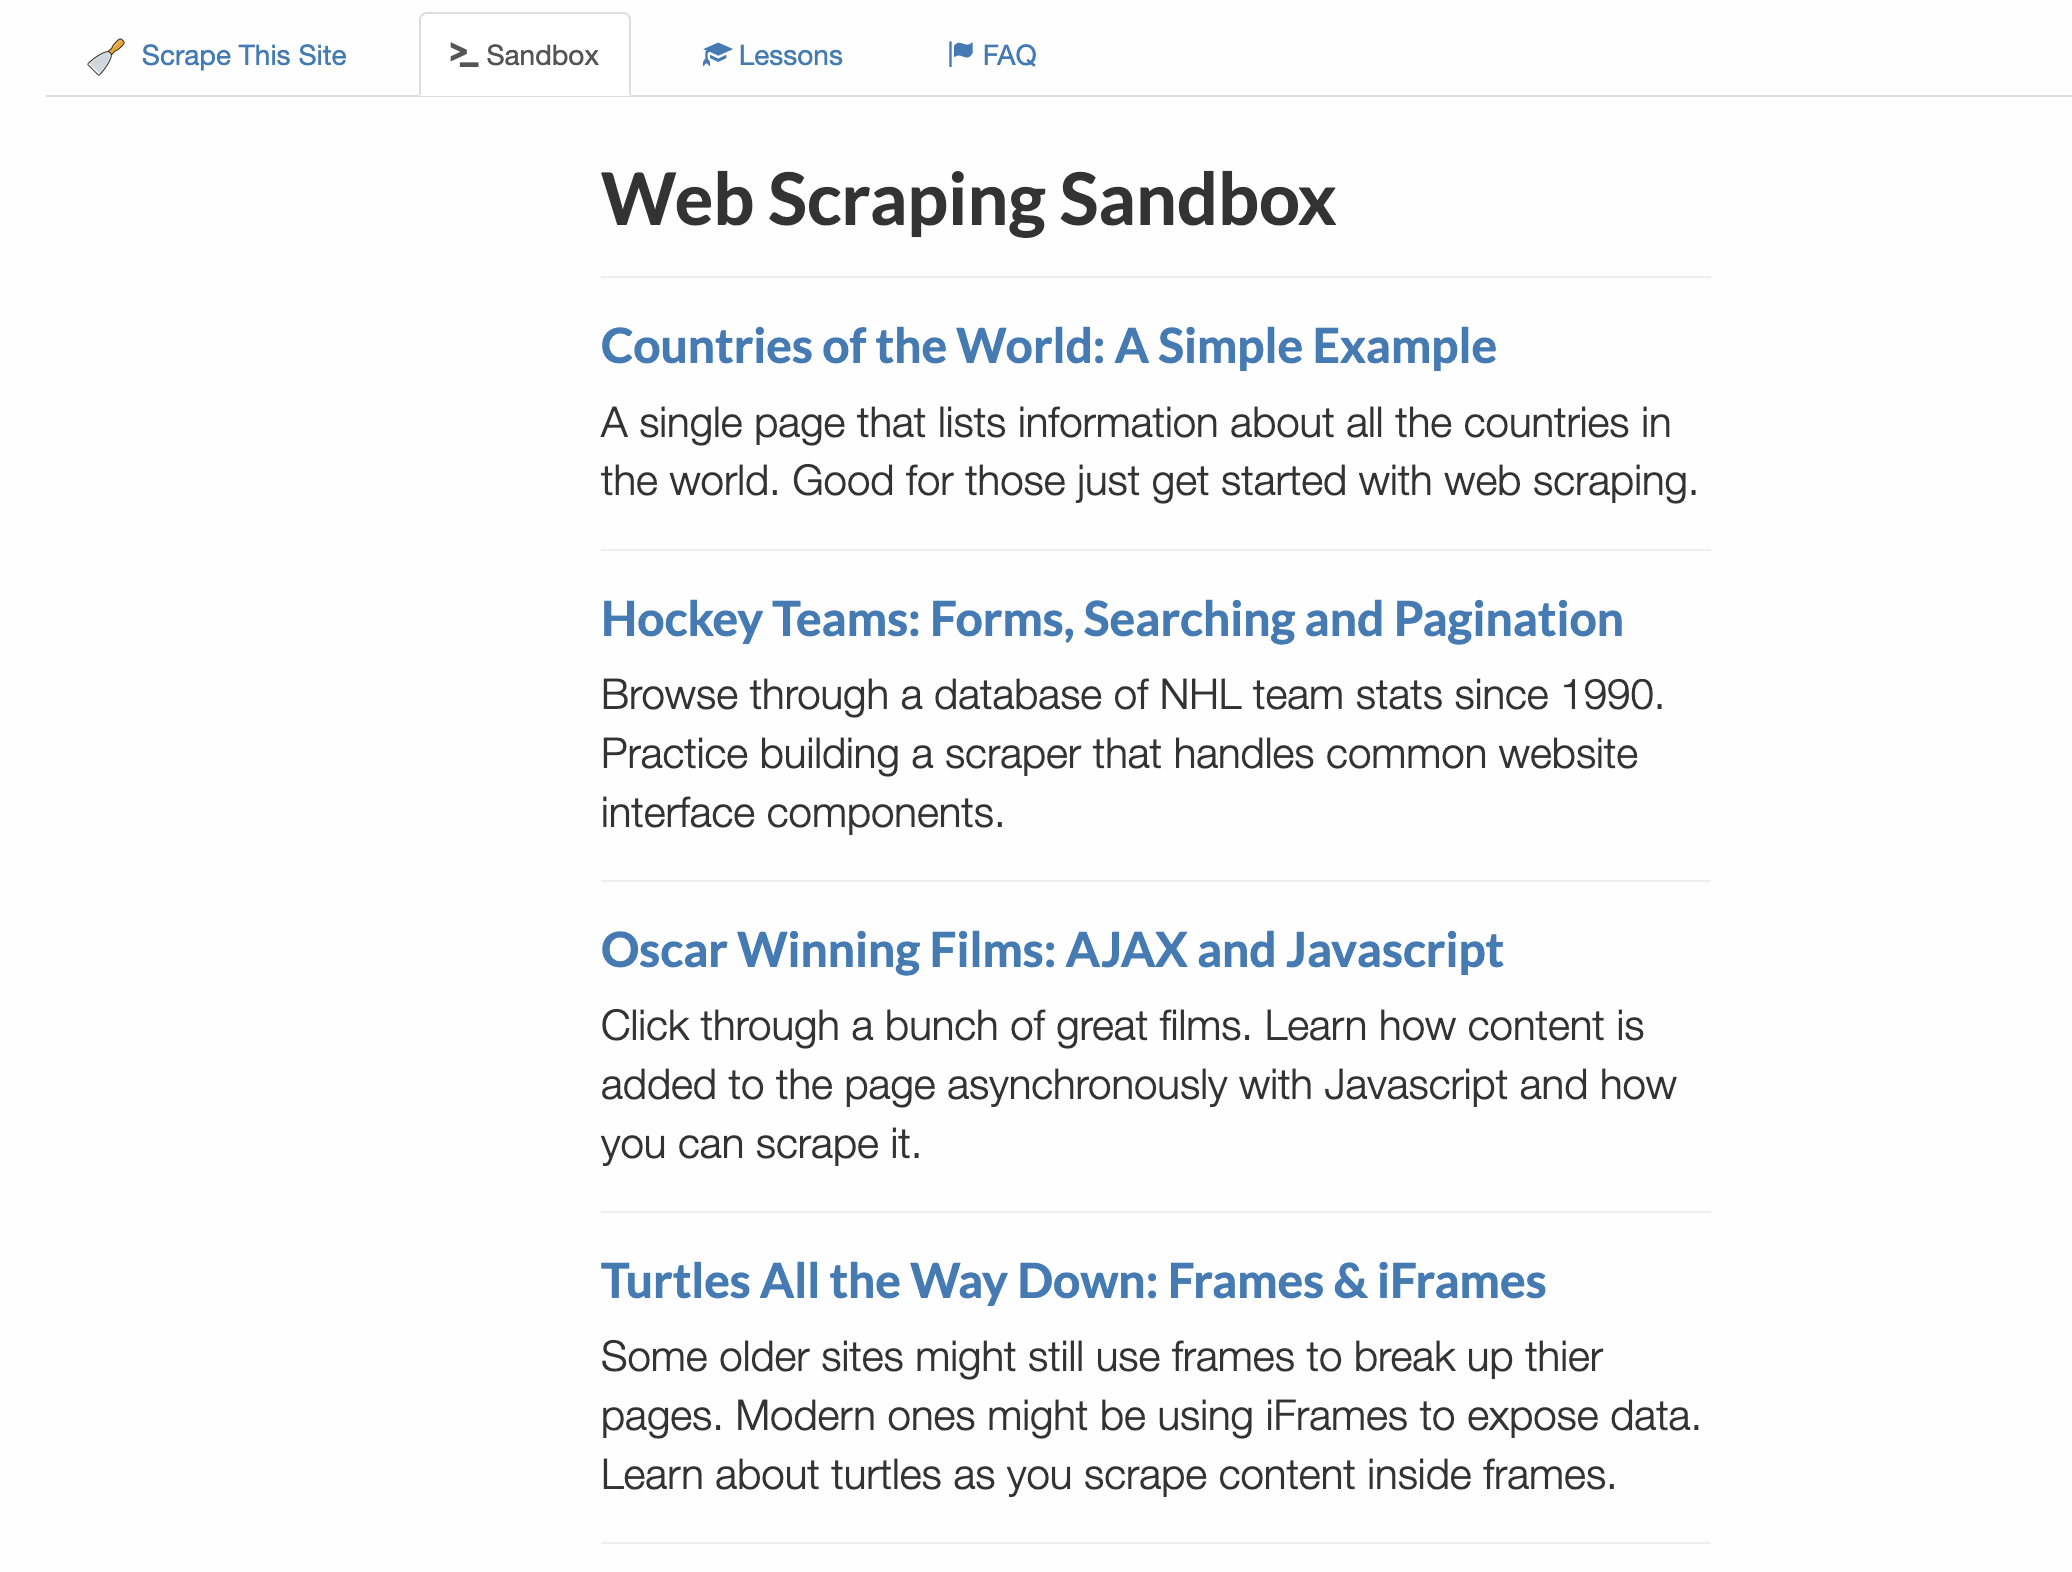 Scrape This Site
Sandbox
Lessons
FAQ
Web Scraping Sandbox
Countries of the World: A Simple Example
A single page that lists information about all the countries in
the world. Good for those just get started with web scraping.
Hockey Teams: Forms, Searching and Pagination
Browse through a database of NHL team stats since 1990.
Practice building a scraper that handles common website
interface components.
Oscar Winning Films: AJAX and Javascript
Click through a bunch of great films. Learn how content is
added to the page asynchronously with Javascript and how
you can scrape it.
Turtles All the Way Down: Frames & iFrames
Some older sites might still use frames to break up thier
pages. Modern ones might be using iFrames to expose data.
Learn about turtles as you scrape content inside frames.